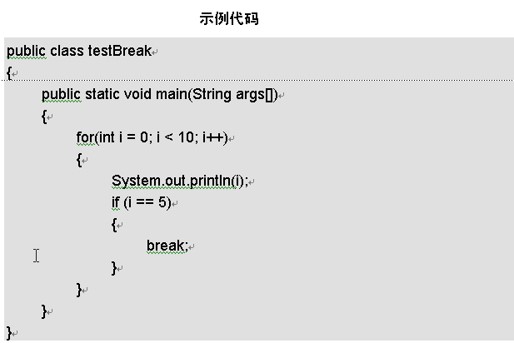 示例代码
public class testBreak
{
public static void main(String args[])
{
for(int i = 0; i < 10; i++)
{
System.out.println(i);
if (i == 5)
{
break;
}
}
}
}